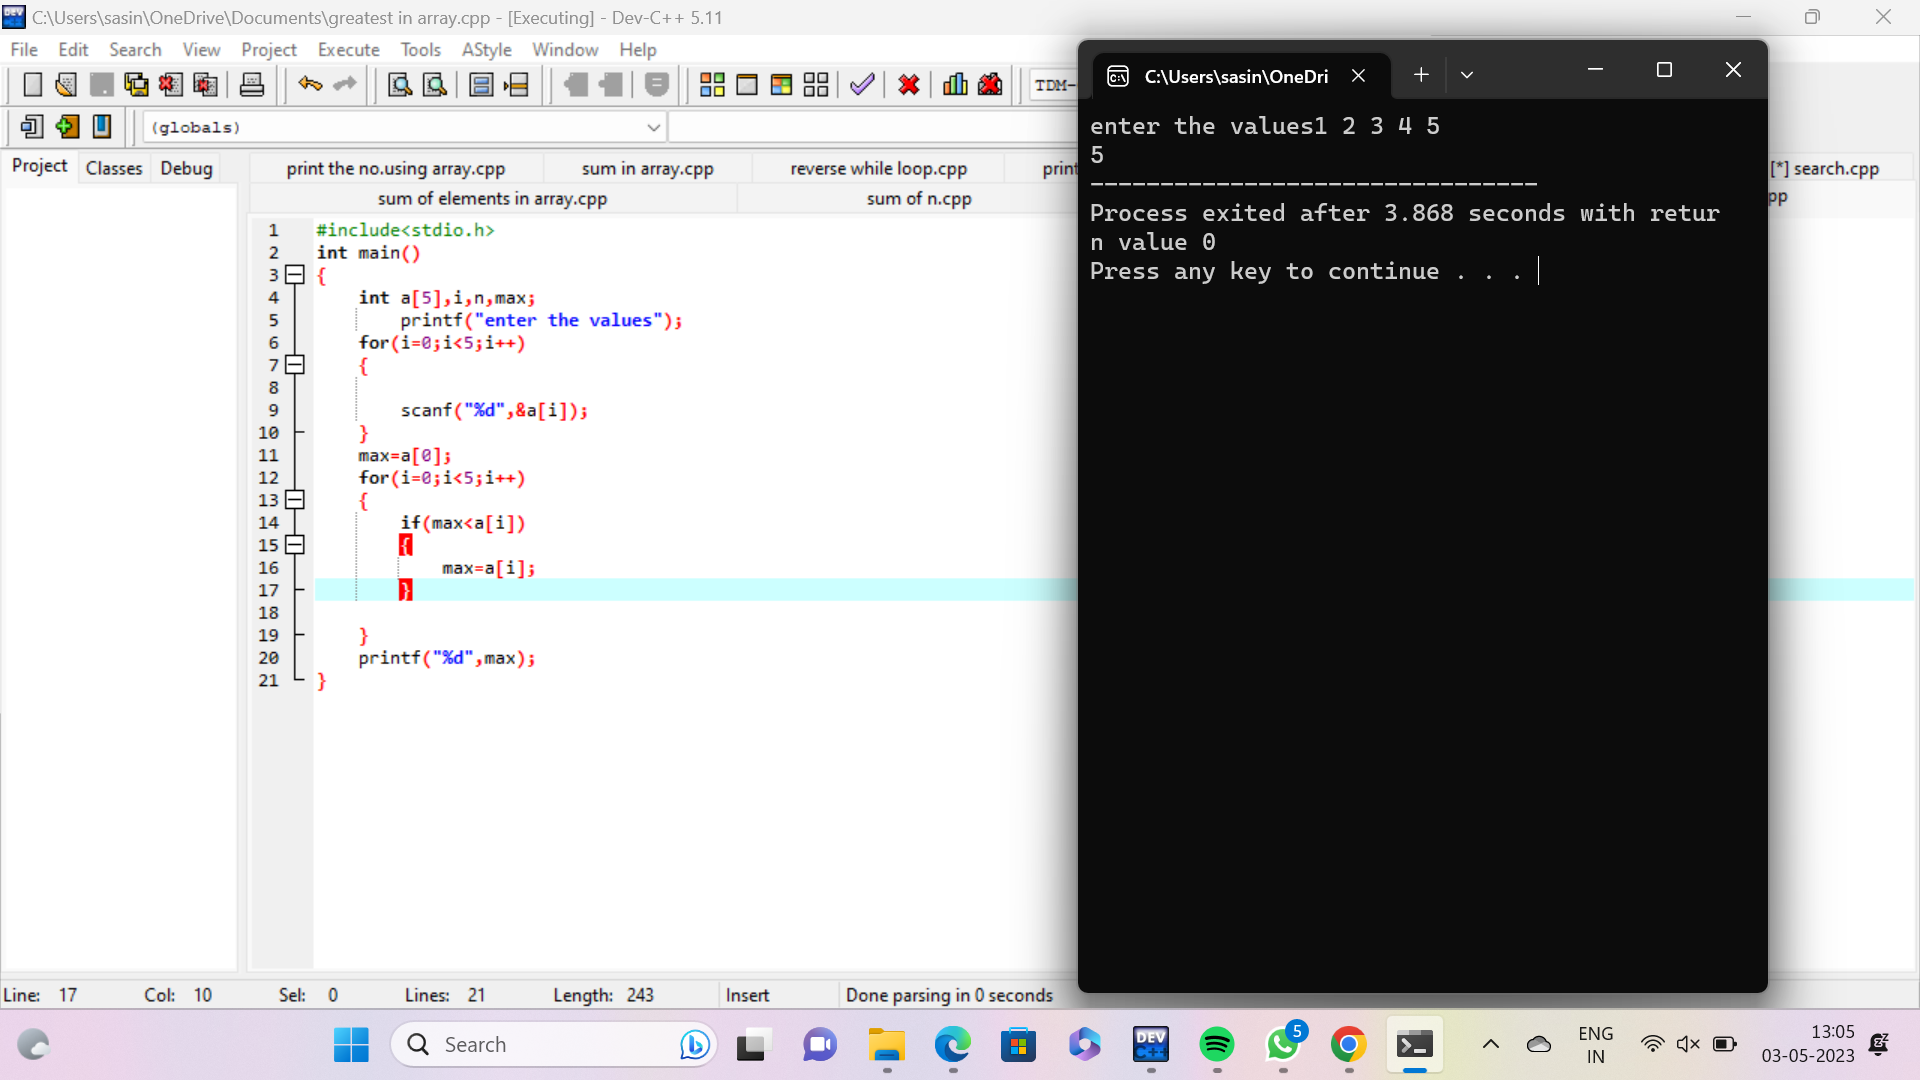 C:\Users\sasin\OneDrive\Documents\greatest in array.cpp - [Executing] - Dev-C++ 5.11
File Edit Search View Project Execute Tools AStyle Window Help
TDM-
(globals)
Project Classes Debug
print the no.using array.cpp sum in array.cpp reverse while loop.cpp print [*] search.cpp
sum of elements in array.cpp sum of n.cpp pp
1 #include<stdio.h>
2 int main()
3 {
4 int a[5],i,n,max;
5 printf("enter the values");
6 for(i=0;i<5;i++)
7 {
8
9 scanf("%d",&a[i]);
10 }
11 max=a[0];
12 for(i=0;i<5;i++)
13 {
14 if(max<a[i])
15 {
16 max=a[i];
17 }
18
19 }
20 printf("%d",max);
21 }
C:\Users\sasin\OneDri
enter the values1 2 3 4 5
5
--------------------------------
Process exited after 3.868 seconds with retur
n value 0
Press any key to continue . . .
Line: 17 Col: 10 Sel: 0 Lines: 21 Length: 243 Insert Done parsing in 0 seconds
Search
DEV
C++
5
ENG
IN
13:05
03-05-2023